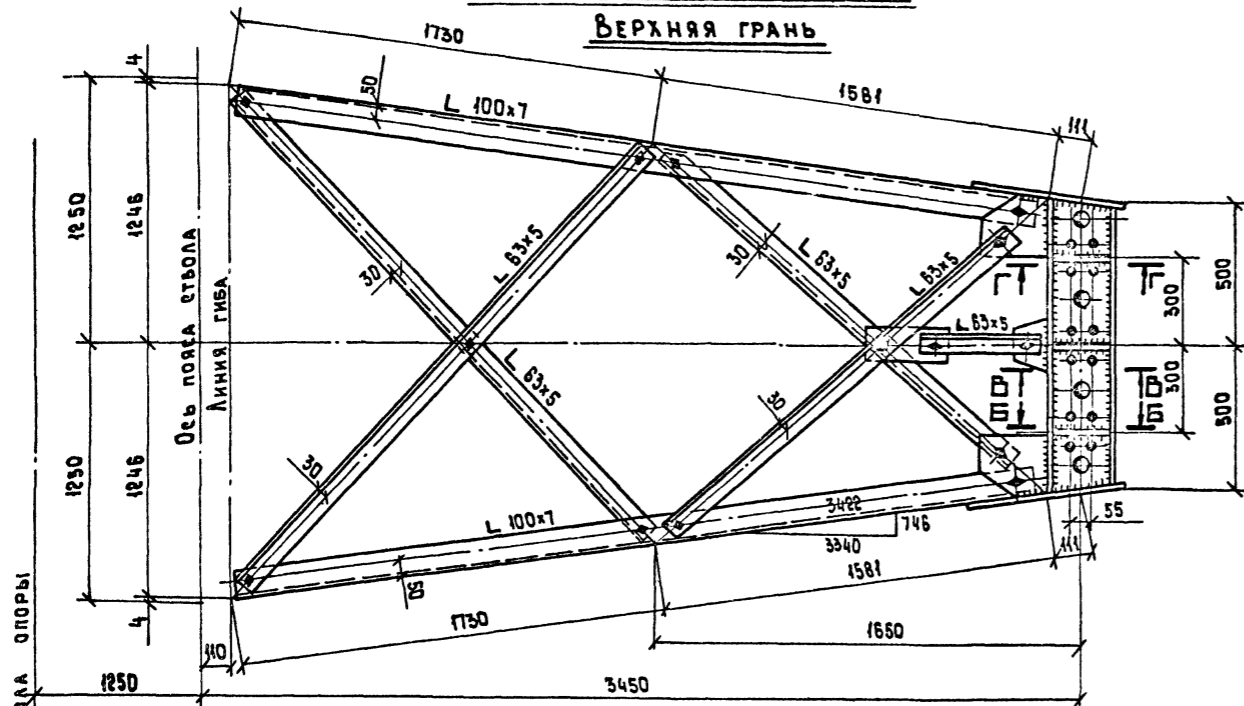 ВЕРХНЯЯ ГРАНЬ
1730
4
50
L 100x7
1581
111
1250
1246
Ось пояса ствола
Линия гиба
30
L 63x5
30
L 63x5
L 63x5
Г
Г
L 63x5
300
500
L 63x5
30
В
Б
В
Б
300
500
1250
1246
30
L 100x7
3422
746
3340
55
111
50
1581
4
1730
1650
110
1250
3450
опоры